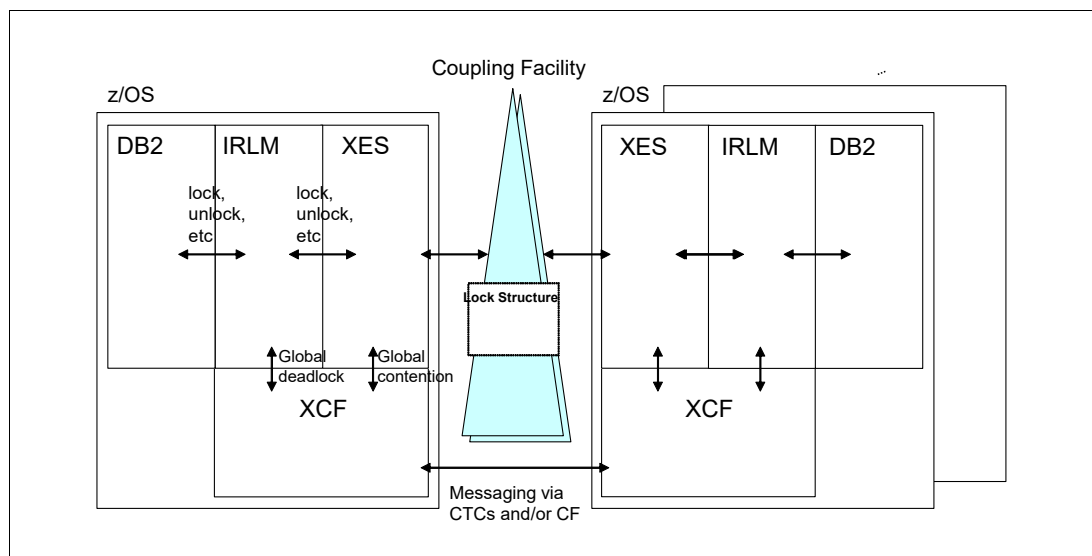 Coupling Facility
...
z/OS
DB2
IRLM
XES
lock,
unlock,
etc
lock,
unlock,
etc
Global
deadlock
Global
contention
XCF
Lock Structure
z/OS
XES
IRLM
DB2
XCF
Messaging via
CTCs and/or CF